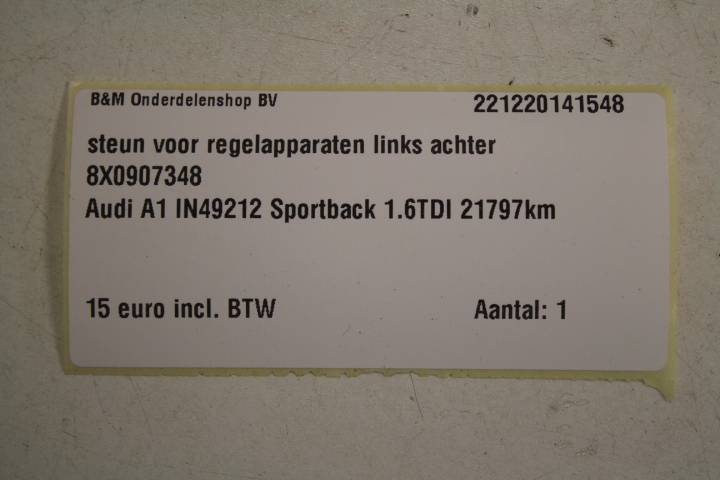 B&M Onderdelenshop BV 221220141548
steun voor regelapparaten links achter
8X0907348
Audi A1 IN49212 Sportback 1.6TDI 21797km
15 euro incl. BTW Aantal: 1